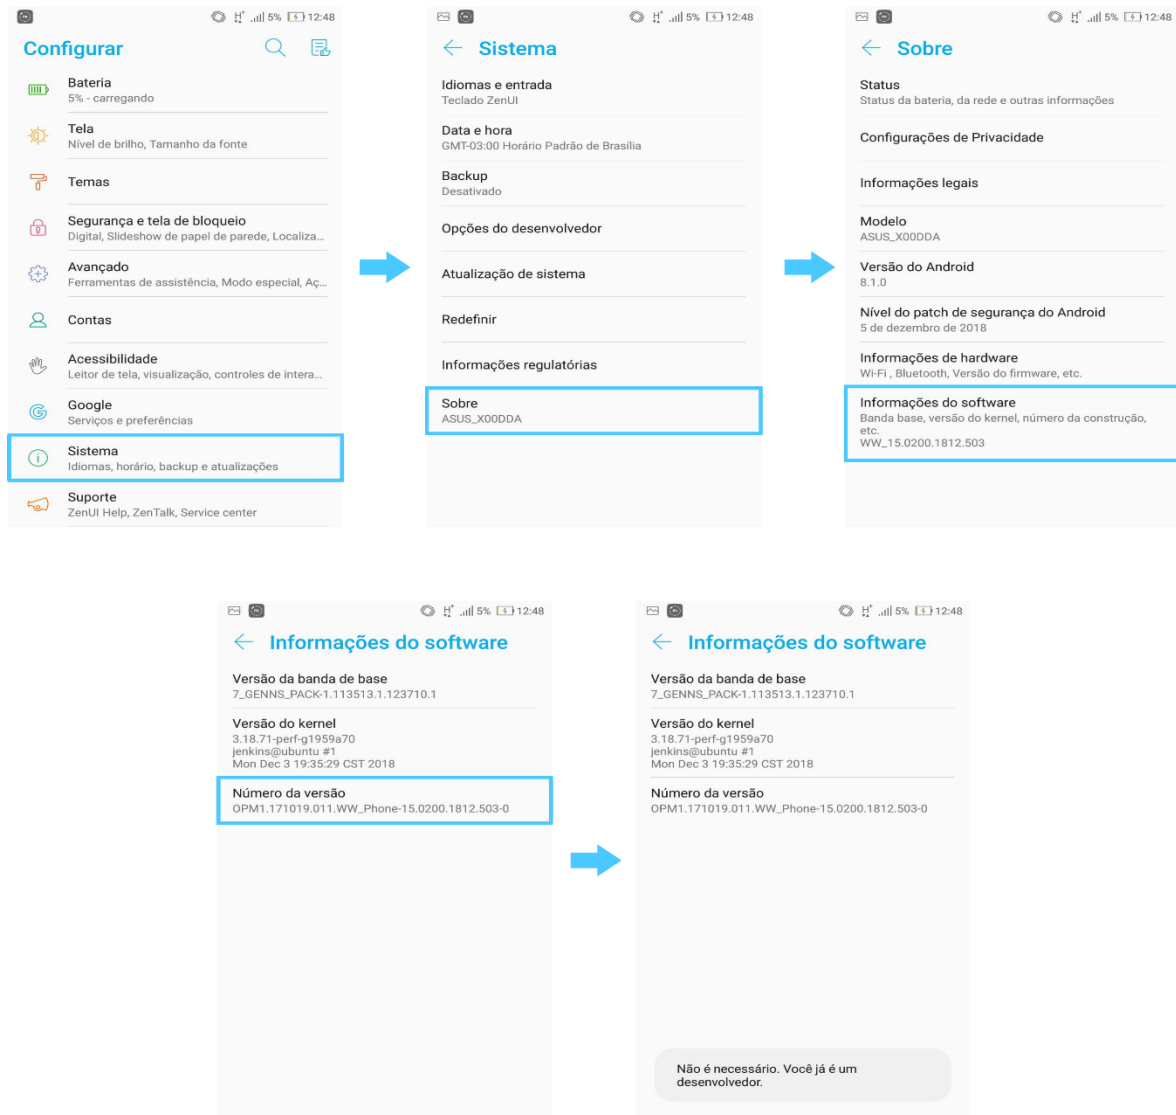 5% 12:48
Configurar
Bateria
5% - carregando
Tela
Nível de brilho, Tamanho da fonte
Temas
Segurança e tela de bloqueio
Digital, Slideshow de papel de parede, Localiza...
Avançado
Ferramentas de assistência, Modo especial, Aç...
Contas
Acessibilidade
Leitor de tela, visualização, controles de intera...
Google
Serviços e preferências
Sistema
Idiomas, horário, backup e atualizações
Suporte
ZenUI Help, ZenTalk, Service center
H+ 5% 12:48
Sistema
Idiomas e entrada
Teclado ZenUI
Data e hora
GMT-03:00 Horário Padrão de Brasília
Backup
Desativado
Opções do desenvolvedor
Atualização de sistema
Redefinir
Informações regulatórias
Sobre
ASUS_X00DDA
H+ 5% 12:48
Sobre
Status
Status da bateria, da rede e outras informações
Configurações de Privacidade
Informações legais
Modelo
ASUS_X00DDA
Versão do Android
8.1.0
Nível do patch de segurança do Android
5 de dezembro de 2018
Informações de hardware
Wi-Fi , Bluetooth, Versão do firmware, etc.
Informações do software
Banda base, versão do kernel, número da construção,
etc.
WW_15.0200.1812.503
H+ 5% 12:48
Informações do software
Versão da banda de base
7_GENNS_PACK-1.113513.1.123710.1
Versão do kernel
3.18.71-perf-g1959a70
jenkins@ubuntu #1
Mon Dec 3 19:35:29 CST 2018
Número da versão
OPM1.171019.011.WW_Phone-15.0200.1812.503-0
H+ 5% 12:48
Informações do software
Versão da banda de base
7_GENNS_PACK-1.113513.1.123710.1
Versão do kernel
3.18.71-perf-g1959a70
jenkins@ubuntu #1
Mon Dec 3 19:35:29 CST 2018
Número da versão
OPM1.171019.011.WW_Phone-15.0200.1812.503-0
Não é necessário. Você já é um
desenvolvedor.